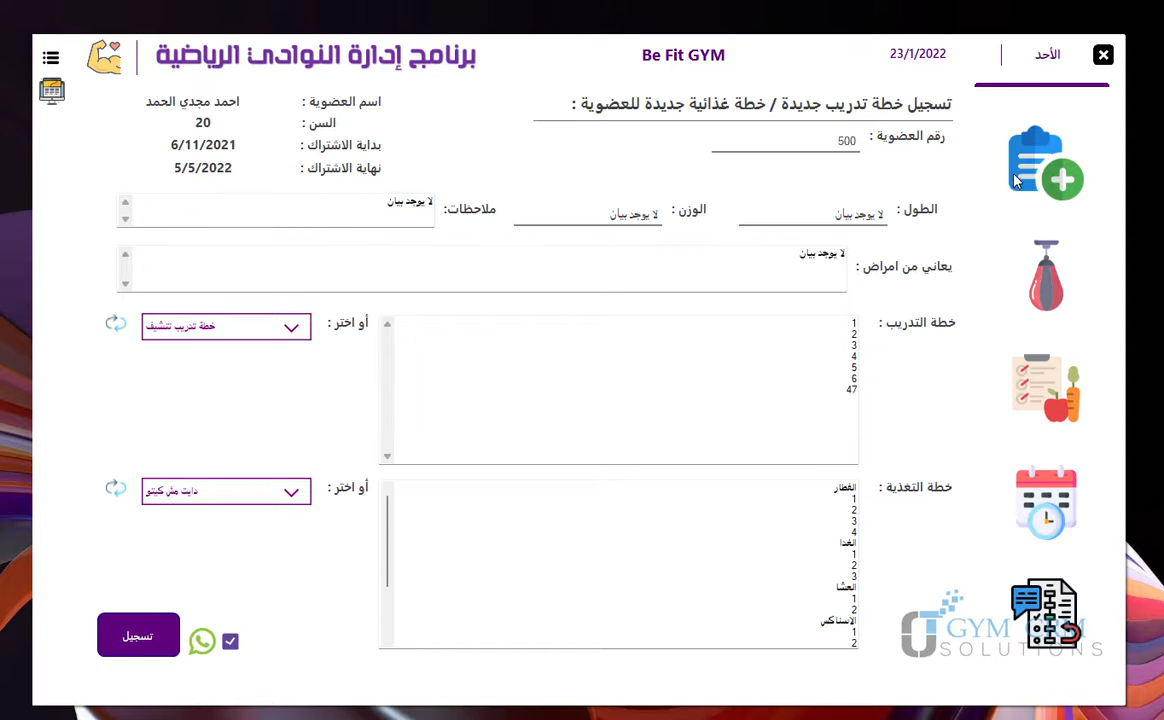 برنامج إدارة النوادى الرياضية
Be Fit GYM
23/1/2022
الأحد
تسجيل خطة تدريب جديدة / خطة غذائية جديدة للعضوية :
اسم العضوية : احمد مجدي الحمد
السن : 20
رقم العضوية : 500
بداية الاشتراك : 6/11/2021
نهاية الاشتراك : 5/5/2022
الطول : لا يوجد بيان
الوزن : لا يوجد بيان
ملاحظات: لا يوجد بيان
يعاني من امراض : لا يوجد بيان
خطة التدريب :
1
2
3
4
5
6
47
أو اختر : خطة تدريب تنشيف
خطة التغذية :
الفطار
1
2
3
4
الغدا
1
2
3
العشا
1
2
الاسناكس
1
2
أو اختر : دايت مش كيتو
تسجيل
GYM CRM
SOLUTIONS